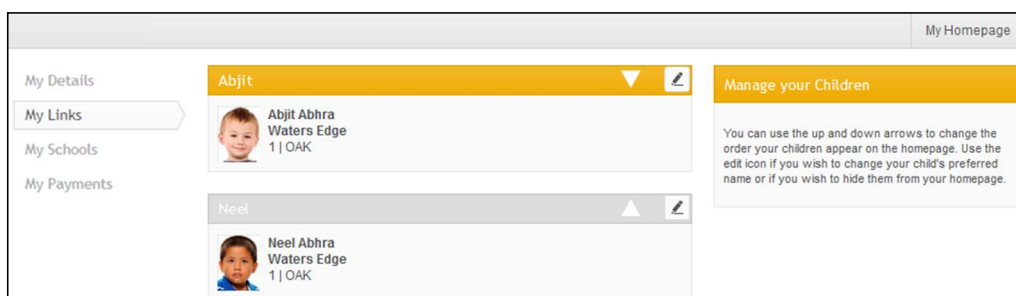 My Homepage
My Details
My Links
My Schools
My Payments
Abjit
Abjit Abhra
Waters Edge
1 | OAK
Neel
Neel Abhra
Waters Edge
1 | OAK
Manage your Children
You can use the up and down arrows to change the
order your children appear on the homepage. Use the
edit icon if you wish to change your child's preferred
name or if you wish to hide them from your homepage.